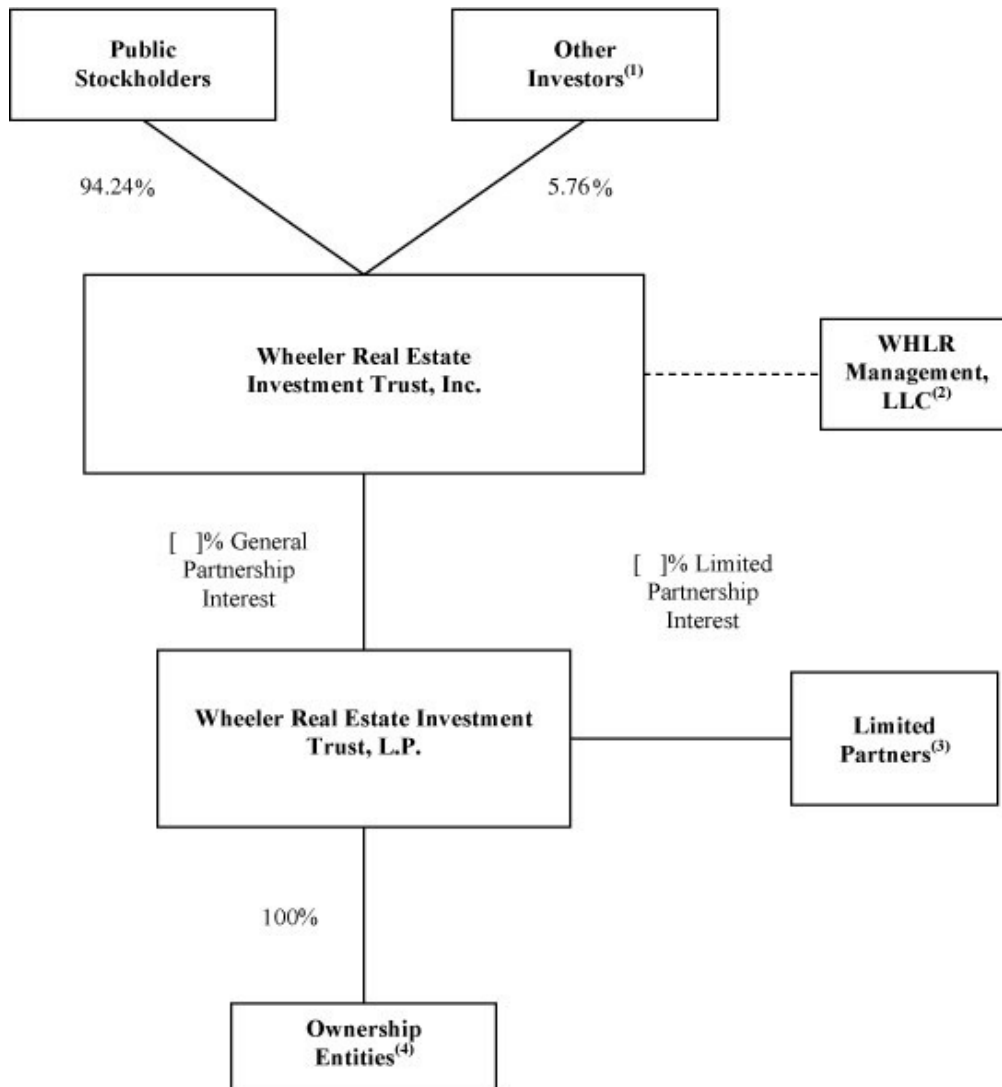 Public
Stockholders
Other
Investors(1)
94.24%
5.76%
Wheeler Real Estate
Investment Trust, Inc.
WHLR
Management,
LLC(2)
[ ]% General
Partnership
Interest
[ ]% Limited
Partnership
Interest
Wheeler Real Estate Investment
Trust, L.P.
Limited
Partners(3)
100%
Ownership
Entities(4)